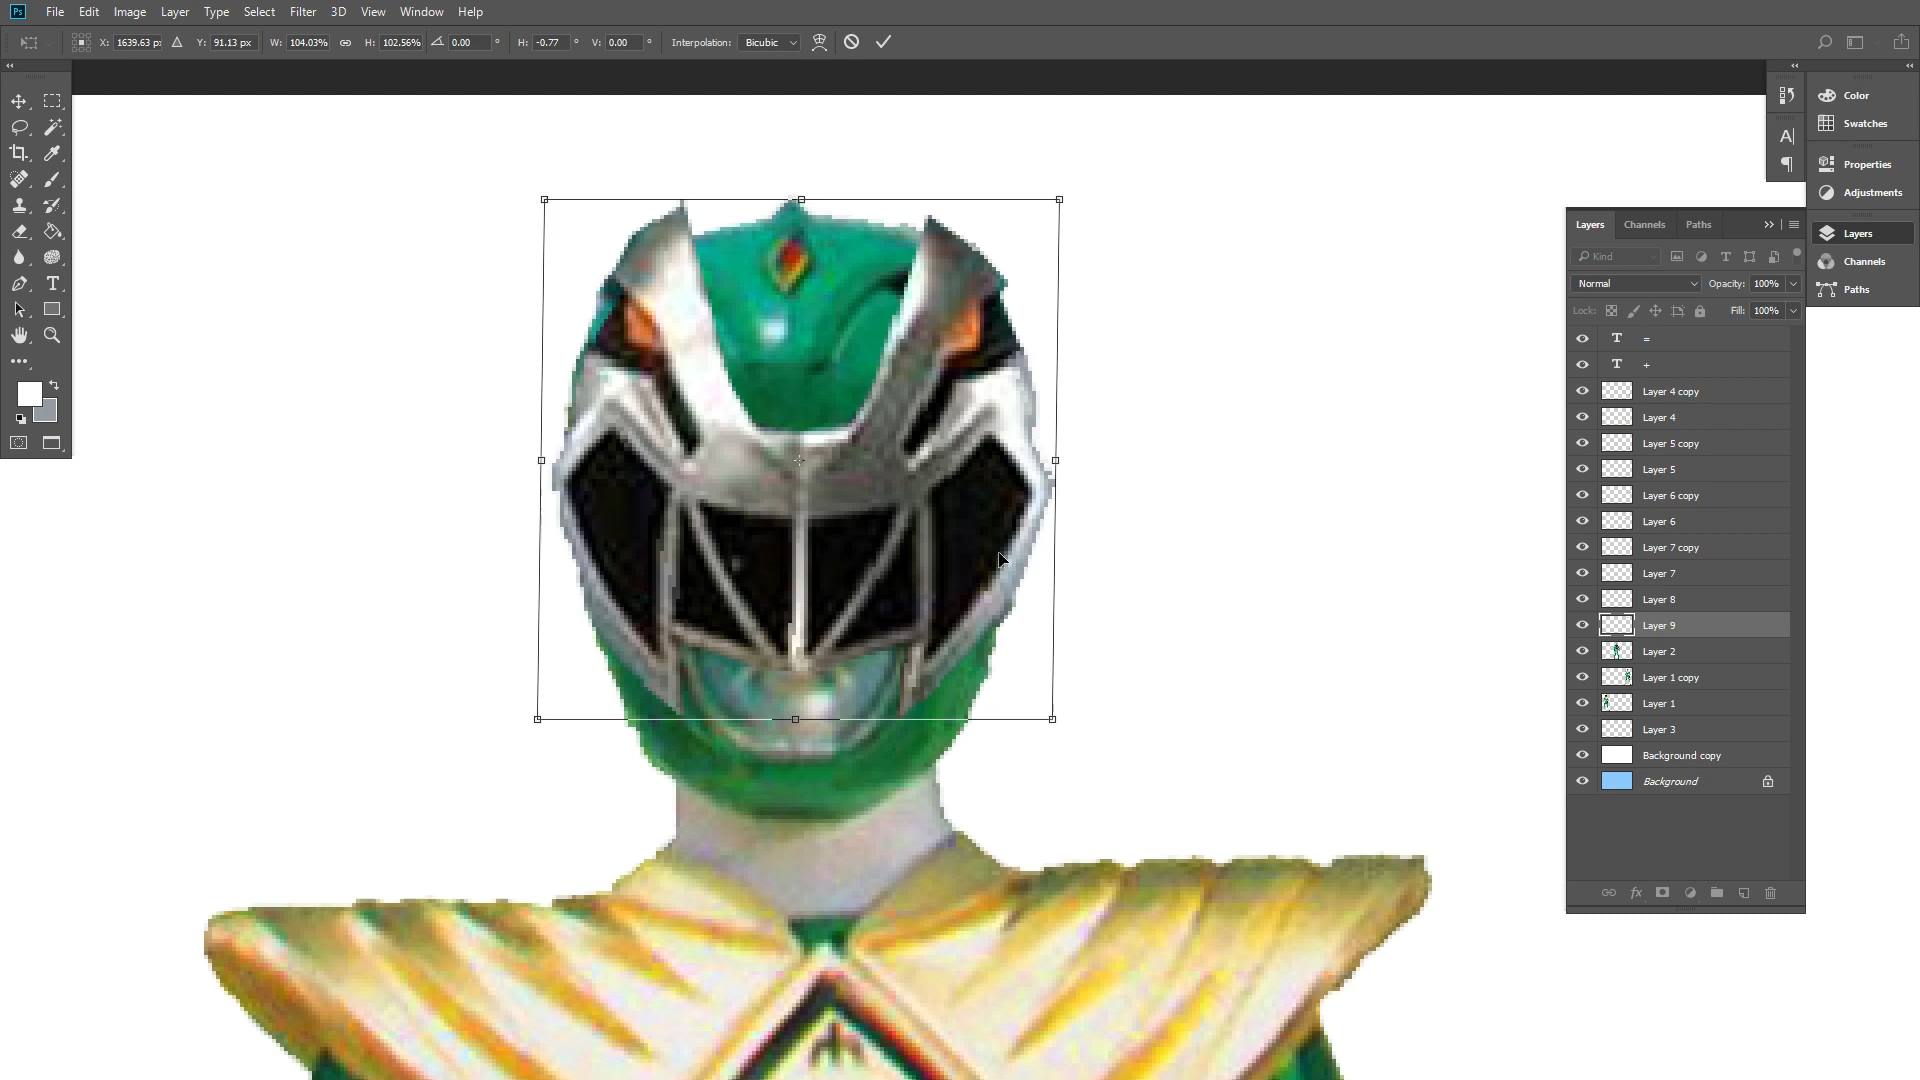 Ps File Edit Image Layer Type Select Filter 3D View Window Help
X: 1639.63 px Y: 91.13 px W: 104.03% H: 102.56% 0.00 ° H: -0.77 ° V: 0.00 ° Interpolation: Bicubic
Color
Swatches
Properties
Adjustments
Layers
Channels
Paths
Layers Channels Paths
Kind
Normal Opacity: 100%
Lock: Fill: 100%
T =
T +
Layer 4 copy
Layer 4
Layer 5 copy
Layer 5
Layer 6 copy
Layer 6
Layer 7 copy
Layer 7
Layer 8
Layer 9
Layer 2
Layer 1 copy
Layer 1
Layer 3
Background copy
Background
fx